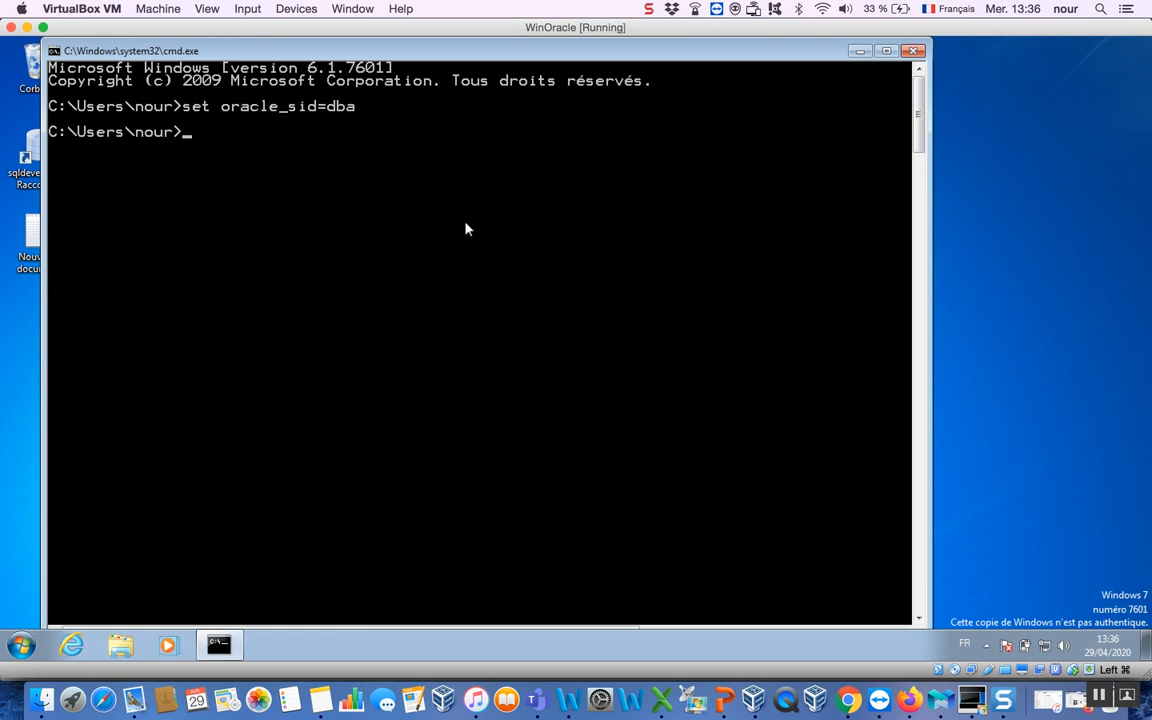 VirtualBox VM Machine View Input Devices Window Help
33 % Français Mer. 13:36 nour
WinOracle [Running]
C:\Windows\system32\cmd.exe
Microsoft Windows [version 6.1.7601]
Copyright (c) 2009 Microsoft Corporation. Tous droits réservés.
C:\Users\nour>set oracle_sid=dba
C:\Users\nour>_
Corb
sqldeve
Racco
Nouv
docu
Windows 7
numéro 7601
Cette copie de Windows n'est pas authentique.
FR
13:36
29/04/2020
Left ⌘